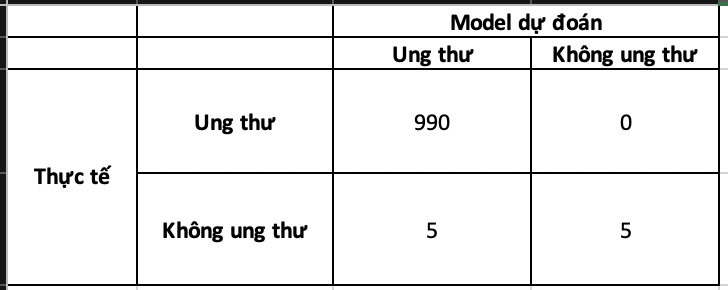 Model dự đoán
Ung thư Không ung thư
Ung thư 990 0
Thực tế
Không ung thư 5 5